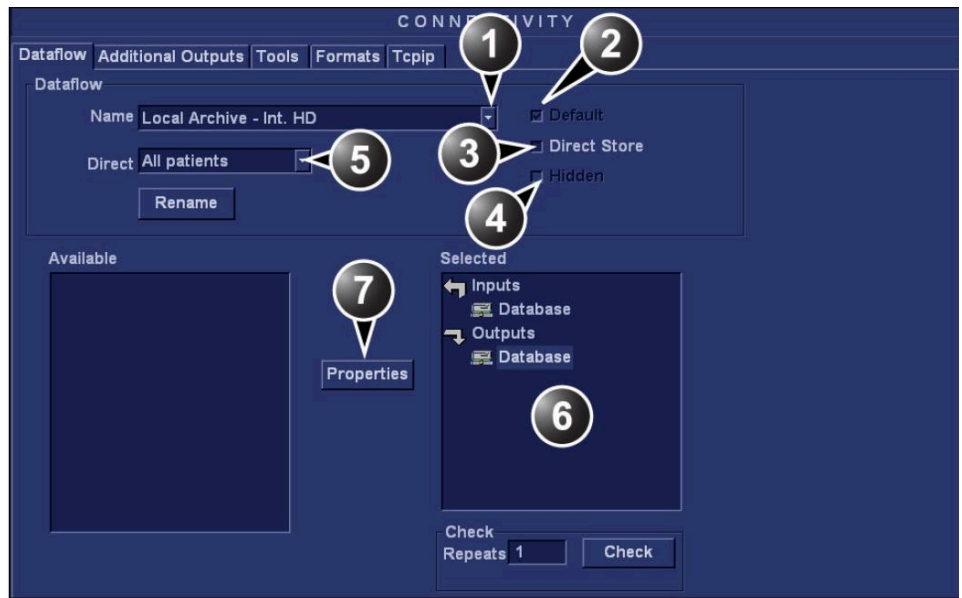 CONNECTIVITY
Dataflow Additional Outputs Tools Formats Tcpip
1
2
Dataflow
Name Local Archive - Int. HD
Default
3
Direct Store
Direct All patients
5
Hidden
4
Rename
Available
Selected
7
Inputs
Database
Outputs
Database
Properties
6
Check
Repeats 1 Check